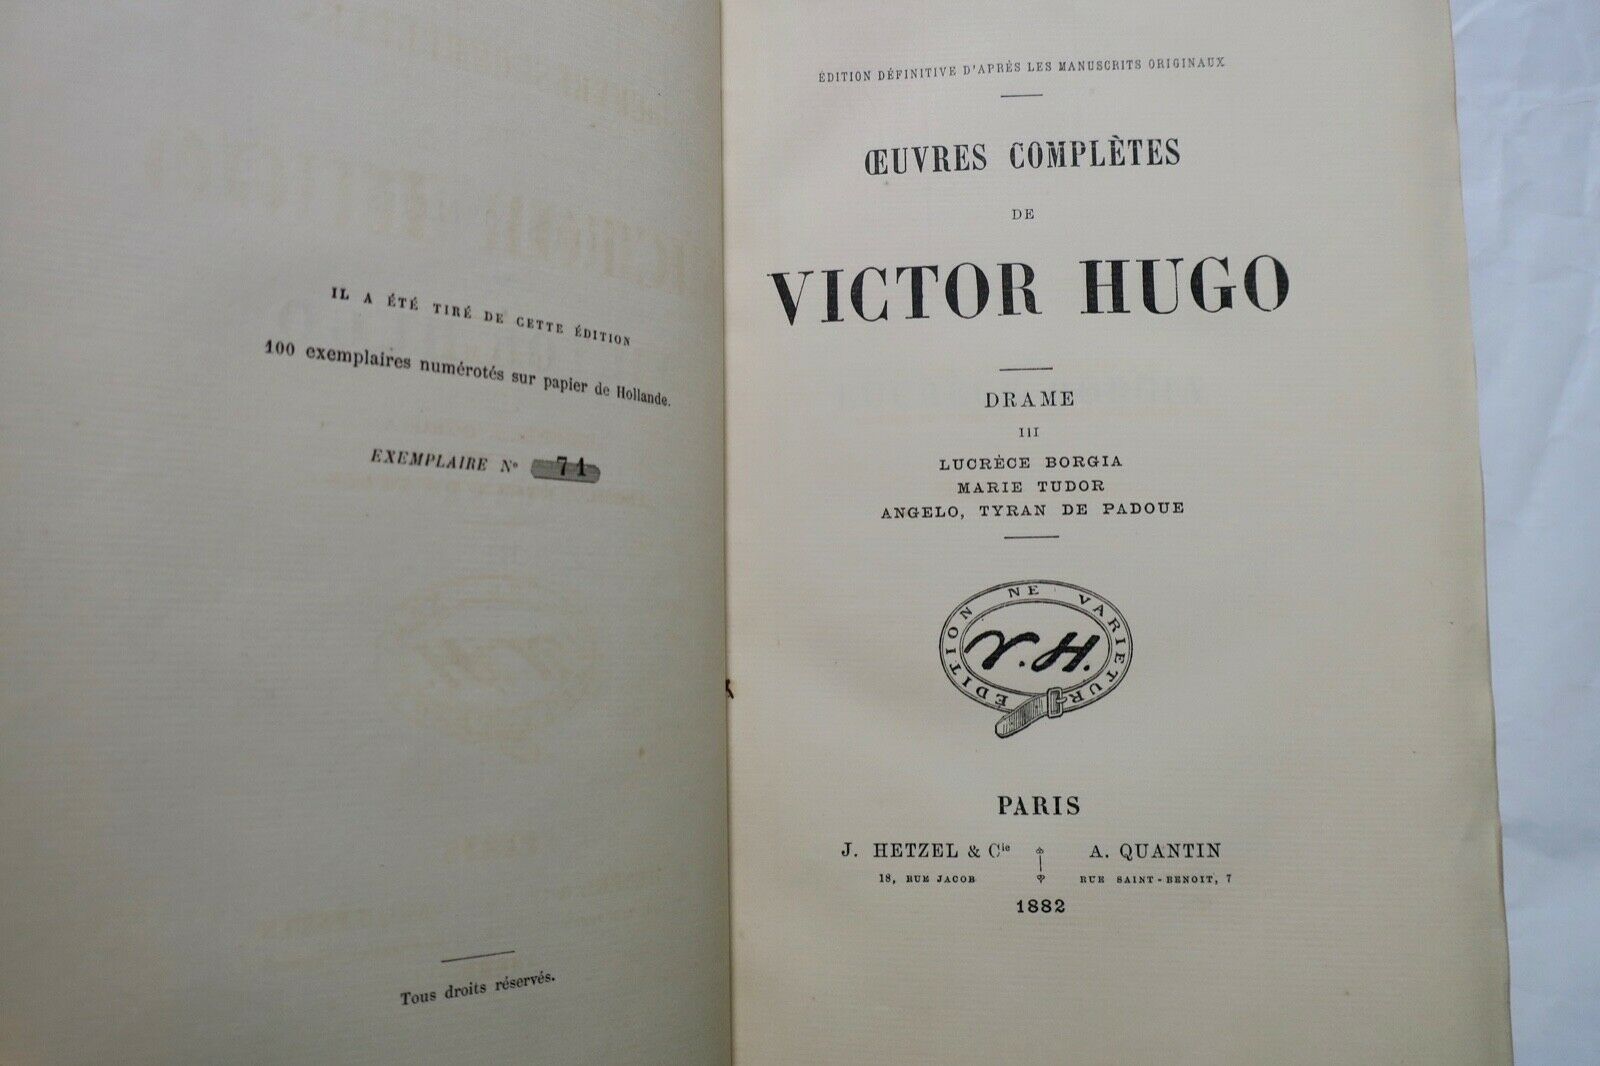 IL A ÉTÉ TIRÉ DE CETTE ÉDITION
100 exemplaires numérotés sur papier de Hollande.
EXEMPLAIRE Nº 71
Tous droits réservés.
ÉDITION DÉFINITIVE D'APRÈS LES MANUSCRITS ORIGINAUX
ŒUVRES COMPLÈTES
DE
VICTOR HUGO
DRAME
III
LUCRÈCE BORGIA
MARIE TUDOR
ANGELO, TYRAN DE PADOUE
ÉDITION NE VARIETUR
V.H.
PARIS
J. HETZEL & Cie A. QUANTIN
18, RUE JACOB RUE SAINT-BENOIT, 7
1882